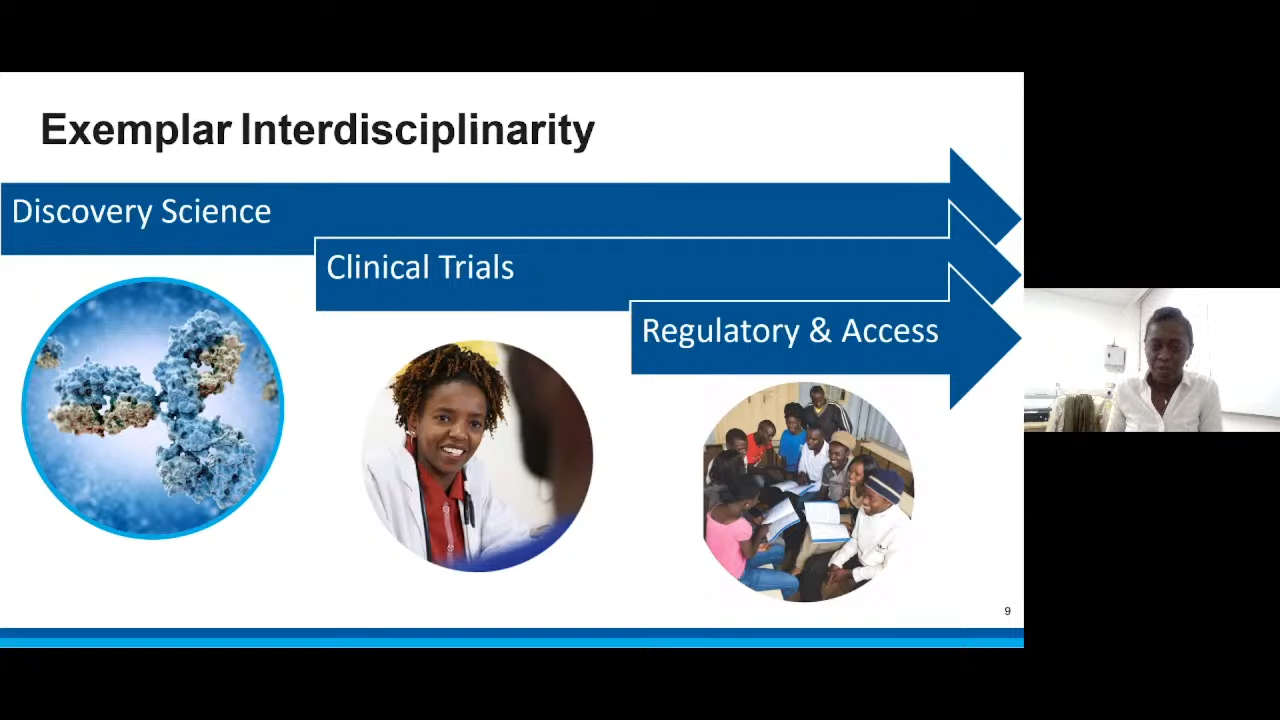 Exemplar Interdisciplinarity
Discovery Science
Clinical Trials
Regulatory & Access
9